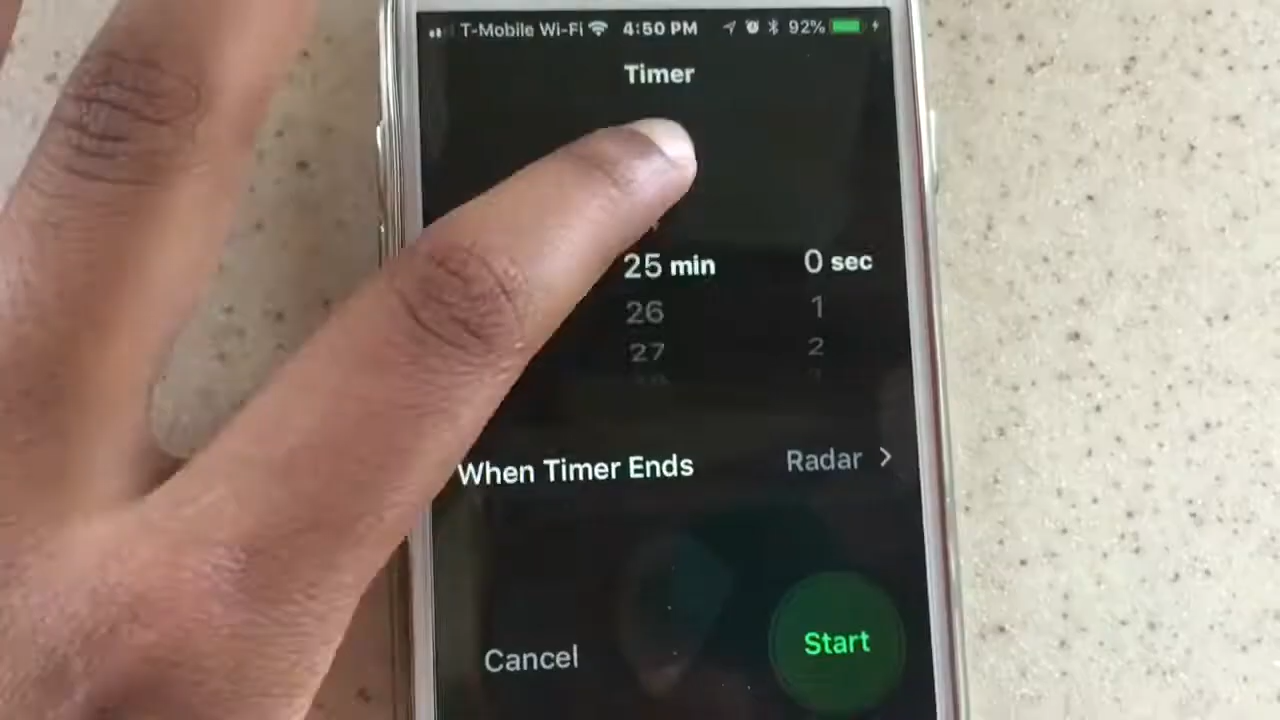 T-Mobile Wi-Fi 4:50 PM 92%
Timer
25 min 0 sec
26 1
27 2
When Timer Ends Radar >
Cancel Start